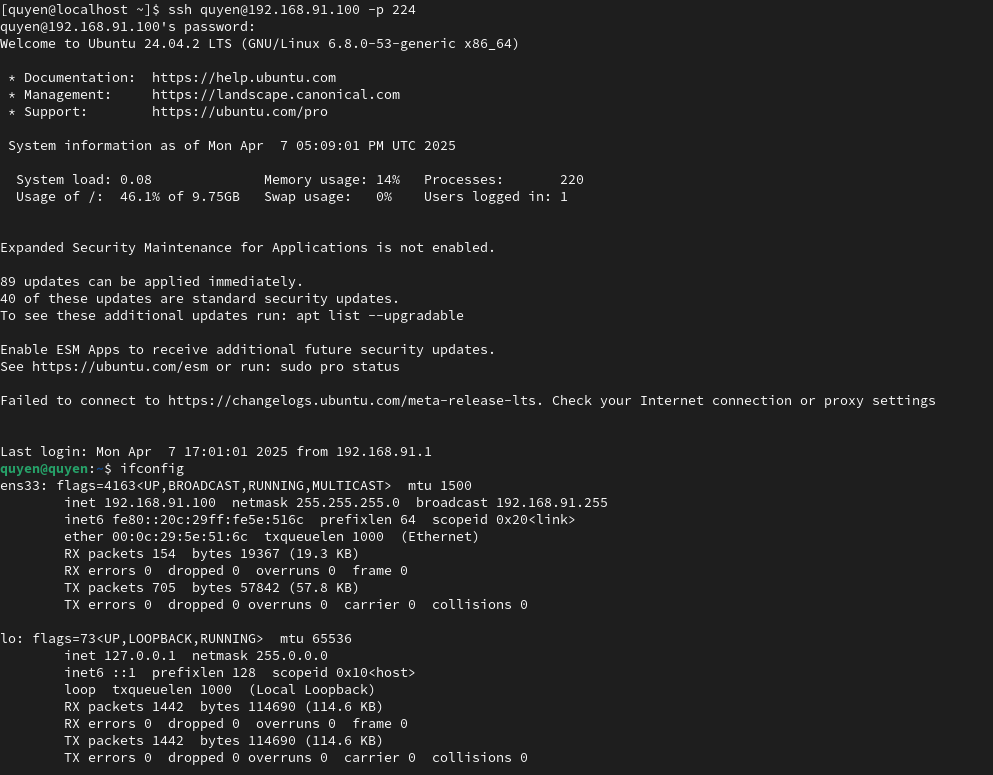 [quyen@localhost ~]$ ssh quyen@192.168.91.100 -p 224
quyen@192.168.91.100's password:
Welcome to Ubuntu 24.04.2 LTS (GNU/Linux 6.8.0-53-generic x86_64)

 * Documentation:  https://help.ubuntu.com
 * Management:     https://landscape.canonical.com
 * Support:        https://ubuntu.com/pro

 System information as of Mon Apr  7 05:09:01 PM UTC 2025

  System load: 0.08              Memory usage: 14%   Processes:       220
  Usage of /:  46.1% of 9.75GB   Swap usage:   0%    Users logged in: 1


Expanded Security Maintenance for Applications is not enabled.

89 updates can be applied immediately.
40 of these updates are standard security updates.
To see these additional updates run: apt list --upgradable

Enable ESM Apps to receive additional future security updates.
See https://ubuntu.com/esm or run: sudo pro status

Failed to connect to https://changelogs.ubuntu.com/meta-release-lts. Check your Internet connection or proxy settings


Last login: Mon Apr  7 17:01:01 2025 from 192.168.91.1
quyen@quyen:~$ ifconfig
ens33: flags=4163<UP,BROADCAST,RUNNING,MULTICAST>  mtu 1500
        inet 192.168.91.100  netmask 255.255.255.0  broadcast 192.168.91.255
        inet6 fe80::20c:29ff:fe5e:516c  prefixlen 64  scopeid 0x20<link>
        ether 00:0c:29:5e:51:6c  txqueuelen 1000  (Ethernet)
        RX packets 154  bytes 19367 (19.3 KB)
        RX errors 0  dropped 0  overruns 0  frame 0
        TX packets 705  bytes 57842 (57.8 KB)
        TX errors 0  dropped 0 overruns 0  carrier 0  collisions 0

lo: flags=73<UP,LOOPBACK,RUNNING>  mtu 65536
        inet 127.0.0.1  netmask 255.0.0.0
        inet6 ::1  prefixlen 128  scopeid 0x10<host>
        loop  txqueuelen 1000  (Local Loopback)
        RX packets 1442  bytes 114690 (114.6 KB)
        RX errors 0  dropped 0  overruns 0  frame 0
        TX packets 1442  bytes 114690 (114.6 KB)
        TX errors 0  dropped 0 overruns 0  carrier 0  collisions 0